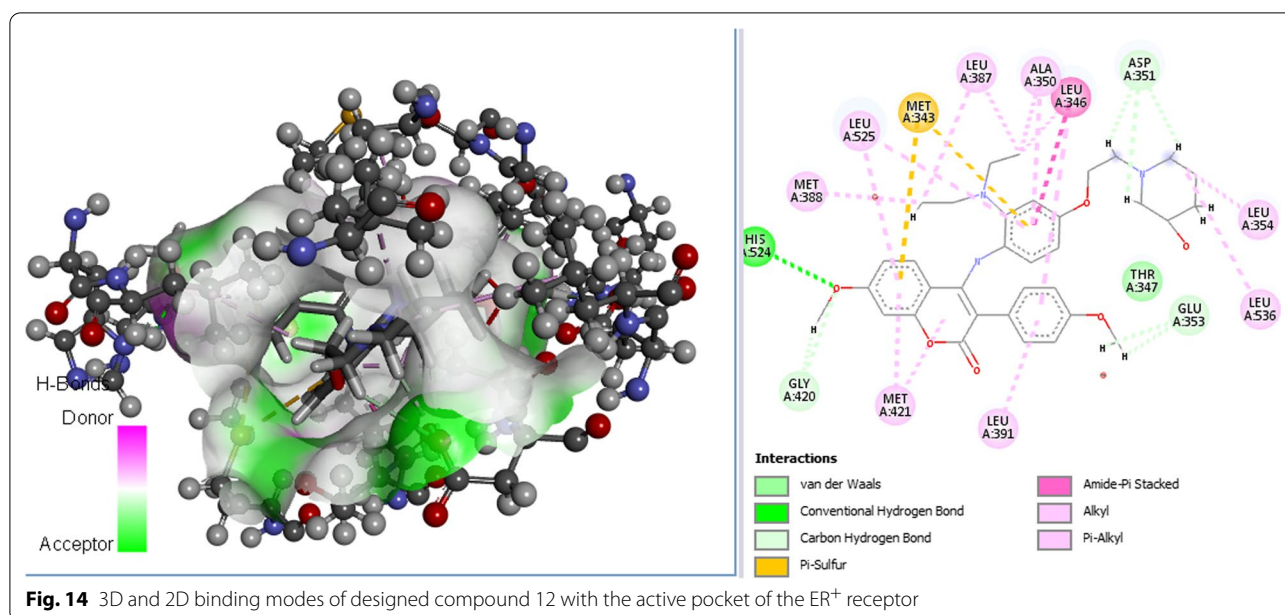 H-Bonds
Donor
Acceptor
LEU
A:387
ALA
A:350
ASP
A:351
LEU
A:346
MET
A:343
LEU
A:525
MET
A:388
HIS
A:524
H
H
H
H
H
N
N
N
O
O
LEU
A:354
THR
A:347
GLU
A:353
LEU
A:536
O
O
H
H
H
O
O
GLY
A:420
MET
A:421
LEU
A:391
Interactions
van der Waals
Conventional Hydrogen Bond
Carbon Hydrogen Bond
Pi-Sulfur
Amide-Pi Stacked
Alkyl
Pi-Alkyl
Fig. 14 3D and 2D binding modes of designed compound 12 with the active pocket of the ER⁺ receptor